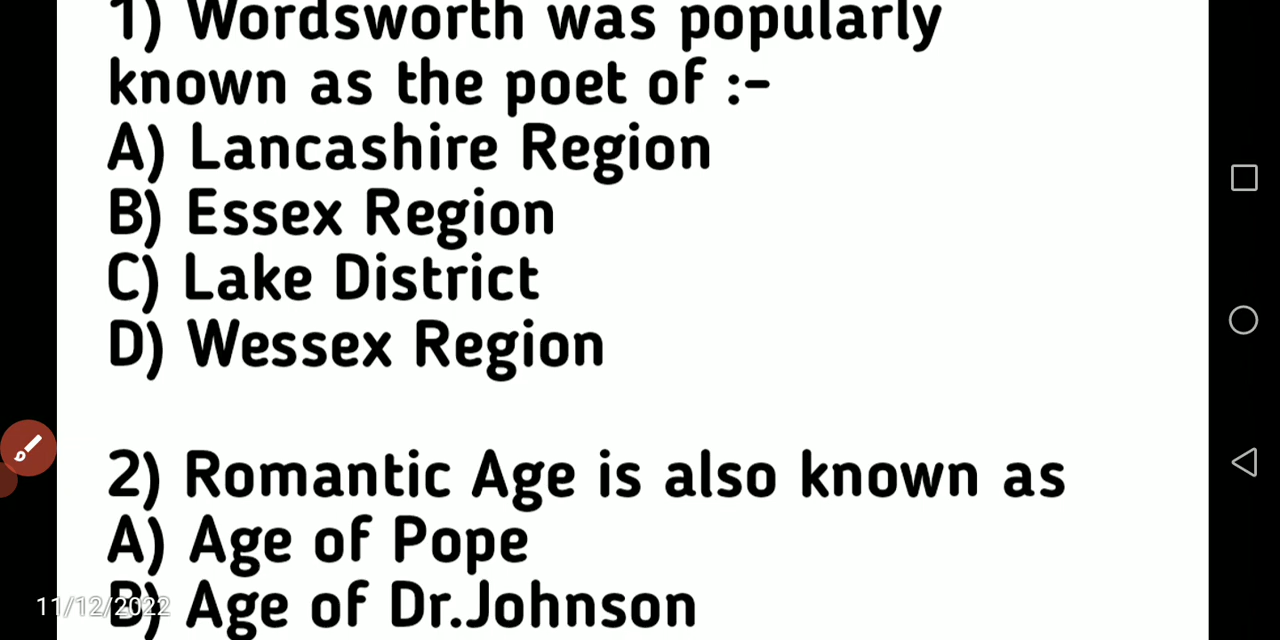 1) Wordsworth was popularly
known as the poet of :-
A) Lancashire Region
B) Essex Region
C) Lake District
D) Wessex Region
2) Romantic Age is also known as
A) Age of Pope
B) Age of Dr.Johnson
11/12/2022